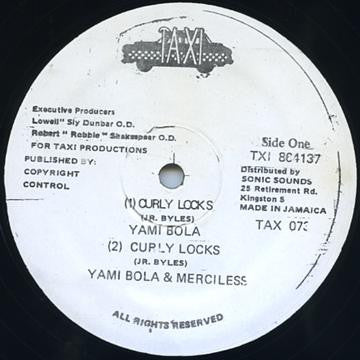 TAXI
Executive Producers
Lowell" Sly Dunbar O.D.
Robert " Robbie " Shakespear O.D.
FOR TAXI PRODUCTIONS
PUBLISHED BY:
COPYRIGHT
CONTROL
Side One
TXI 884137
Distributed by
SONIC SOUNDS
25 Retirement Rd.
Kingston 5
MADE IN JAMAICA
TAX 073
(1) CURLY LOCKS
(JR. BYLES)
YAMI BOLA
(2) CURLY LOCKS
(JR. BYLES)
YAMI BOLA & MERCILESS
ALL RIGHTS RESERVED